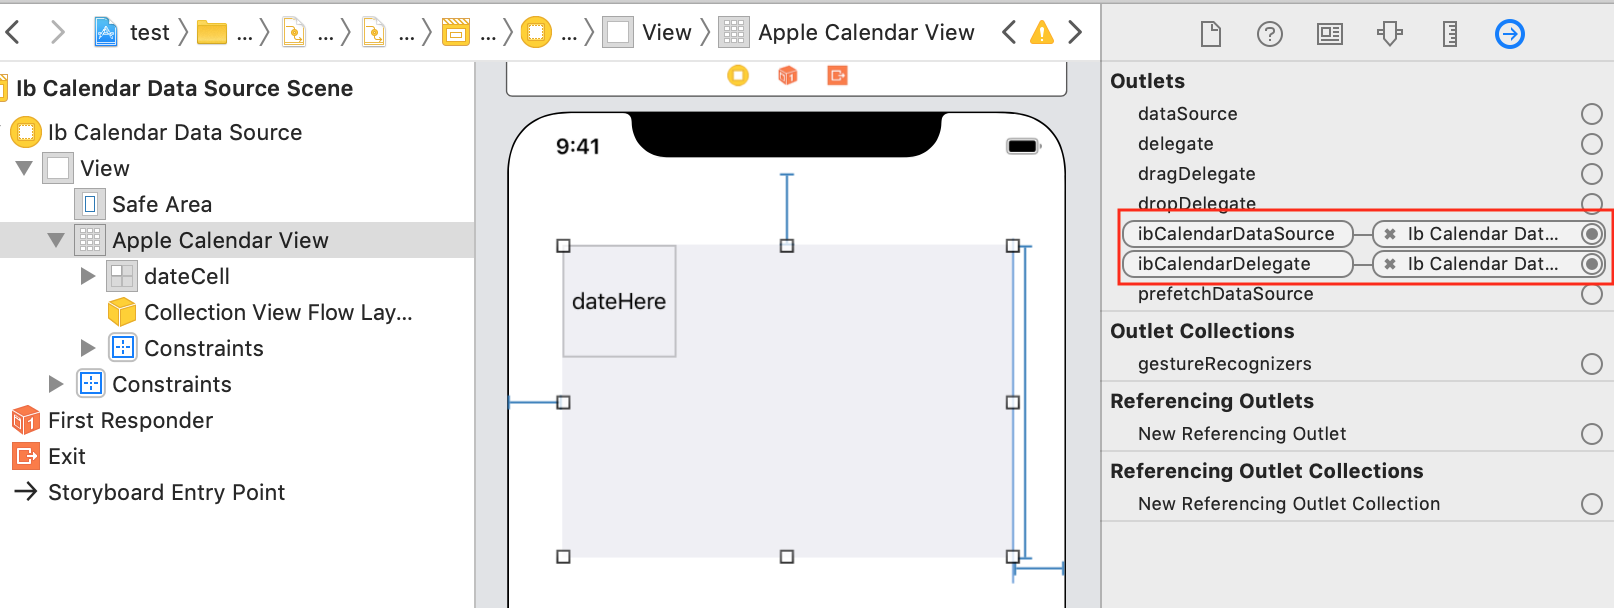 test ... ... ... ... ... View Apple Calendar View
Ib Calendar Data Source Scene
Ib Calendar Data Source
View
Safe Area
Apple Calendar View
dateCell
Collection View Flow Lay...
Constraints
Constraints
First Responder
Exit
Storyboard Entry Point
1
9:41
dateHere
Outlets
dataSource
delegate
dragDelegate
dropDelegate
ibCalendarDataSource Ib Calendar Dat...
ibCalendarDelegate Ib Calendar Dat...
prefetchDataSource
Outlet Collections
gestureRecognizers
Referencing Outlets
New Referencing Outlet
Referencing Outlet Collections
New Referencing Outlet Collection